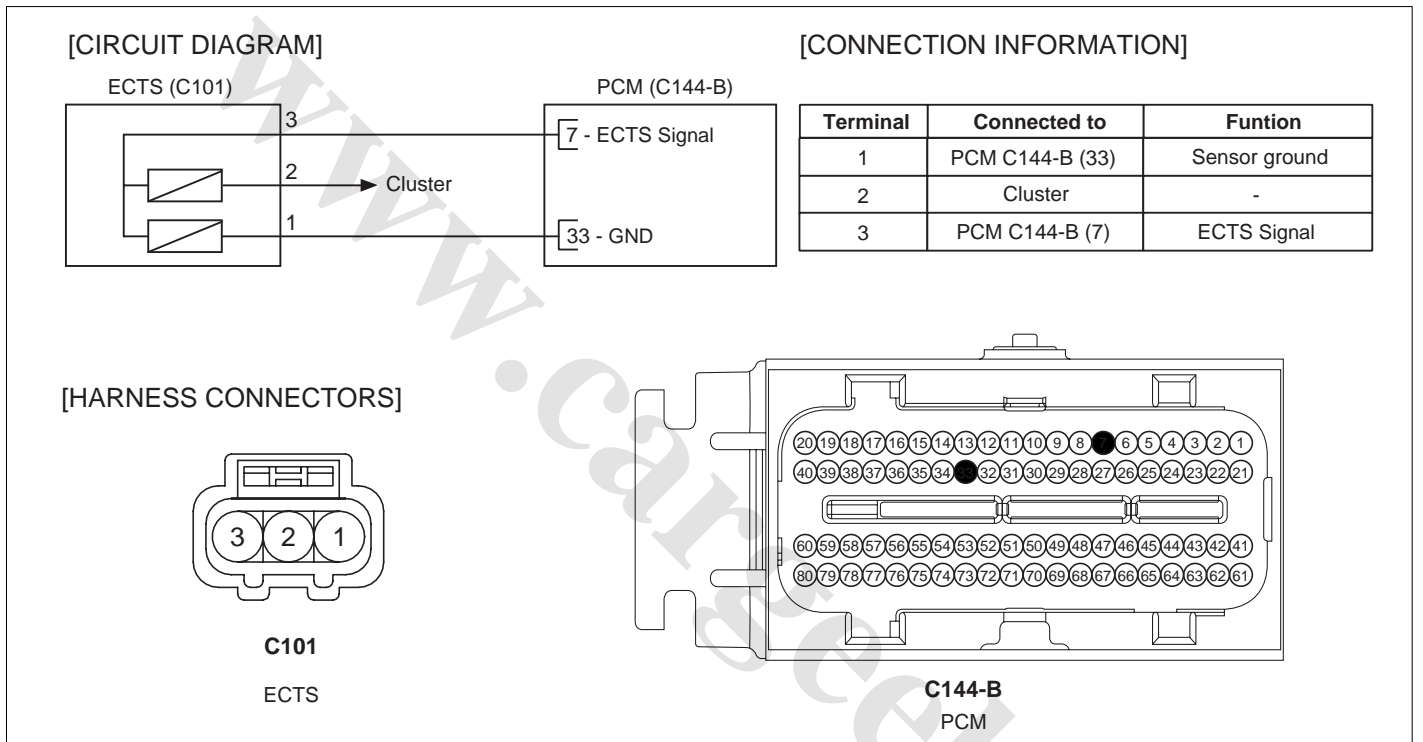 [CIRCUIT DIAGRAM]
ECTS (C101)
PCM (C144-B)
3
7 - ECTS Signal
2
Cluster
1
33 - GND
[CONNECTION INFORMATION]
Terminal Connected to Funtion
1 PCM C144-B (33) Sensor ground
2 Cluster -
3 PCM C144-B (7) ECTS Signal
[HARNESS CONNECTORS]
3 2 1
C101
ECTS
20 19 18 17 16 15 14 13 12 11 10 9 8 7 6 5 4 3 2 1
40 39 38 37 36 35 34 33 32 31 30 29 28 27 26 25 24 23 22 21
60 59 58 57 56 55 54 53 52 51 50 49 48 47 46 45 44 43 42 41
80 79 78 77 76 75 74 73 72 71 70 69 68 67 66 65 64 63 62 61
C144-B
PCM
www.cargeek